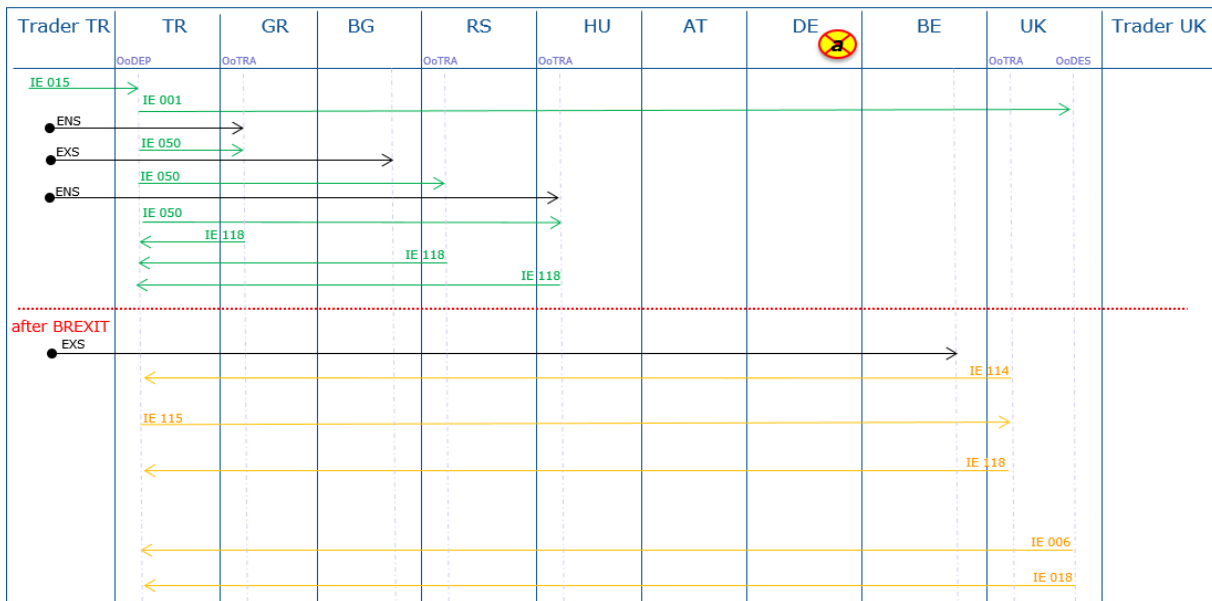 Trader TR TR GR BG RS HU AT DE a BE UK Trader UK
OoDEP OoTRA OoTRA OoTRA OoTRA OoDES
IE 015
IE 001
ENS
IE 050
EXS
IE 050
ENS
IE 050
IE 118
IE 118
IE 118
after BREXIT
EXS
IE 114
IE 115
IE 118
IE 006
IE 018